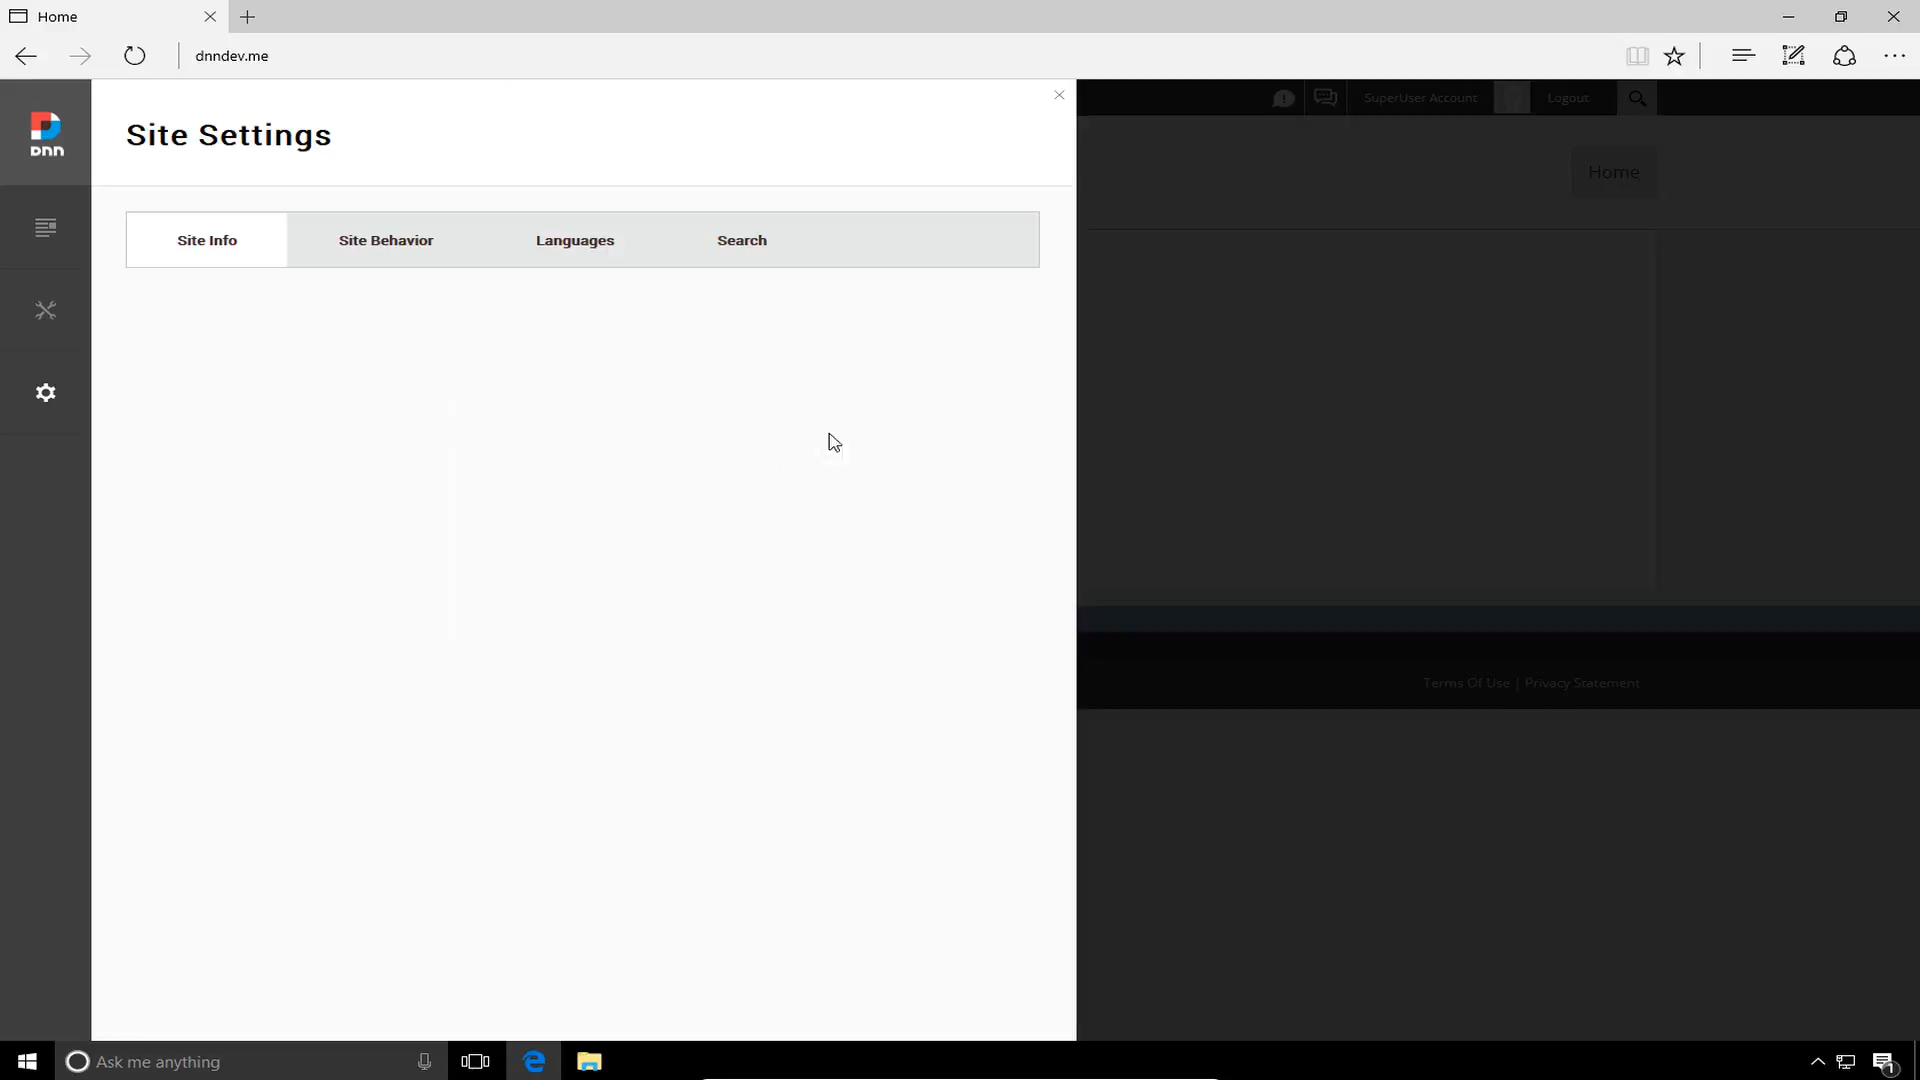 Home
dnndev.me
Site Settings
SuperUser Account
Logout
DNN
Home
Site Info
Site Behavior
Languages
Search
Terms Of Use | Privacy Statement
Ask me anything
1